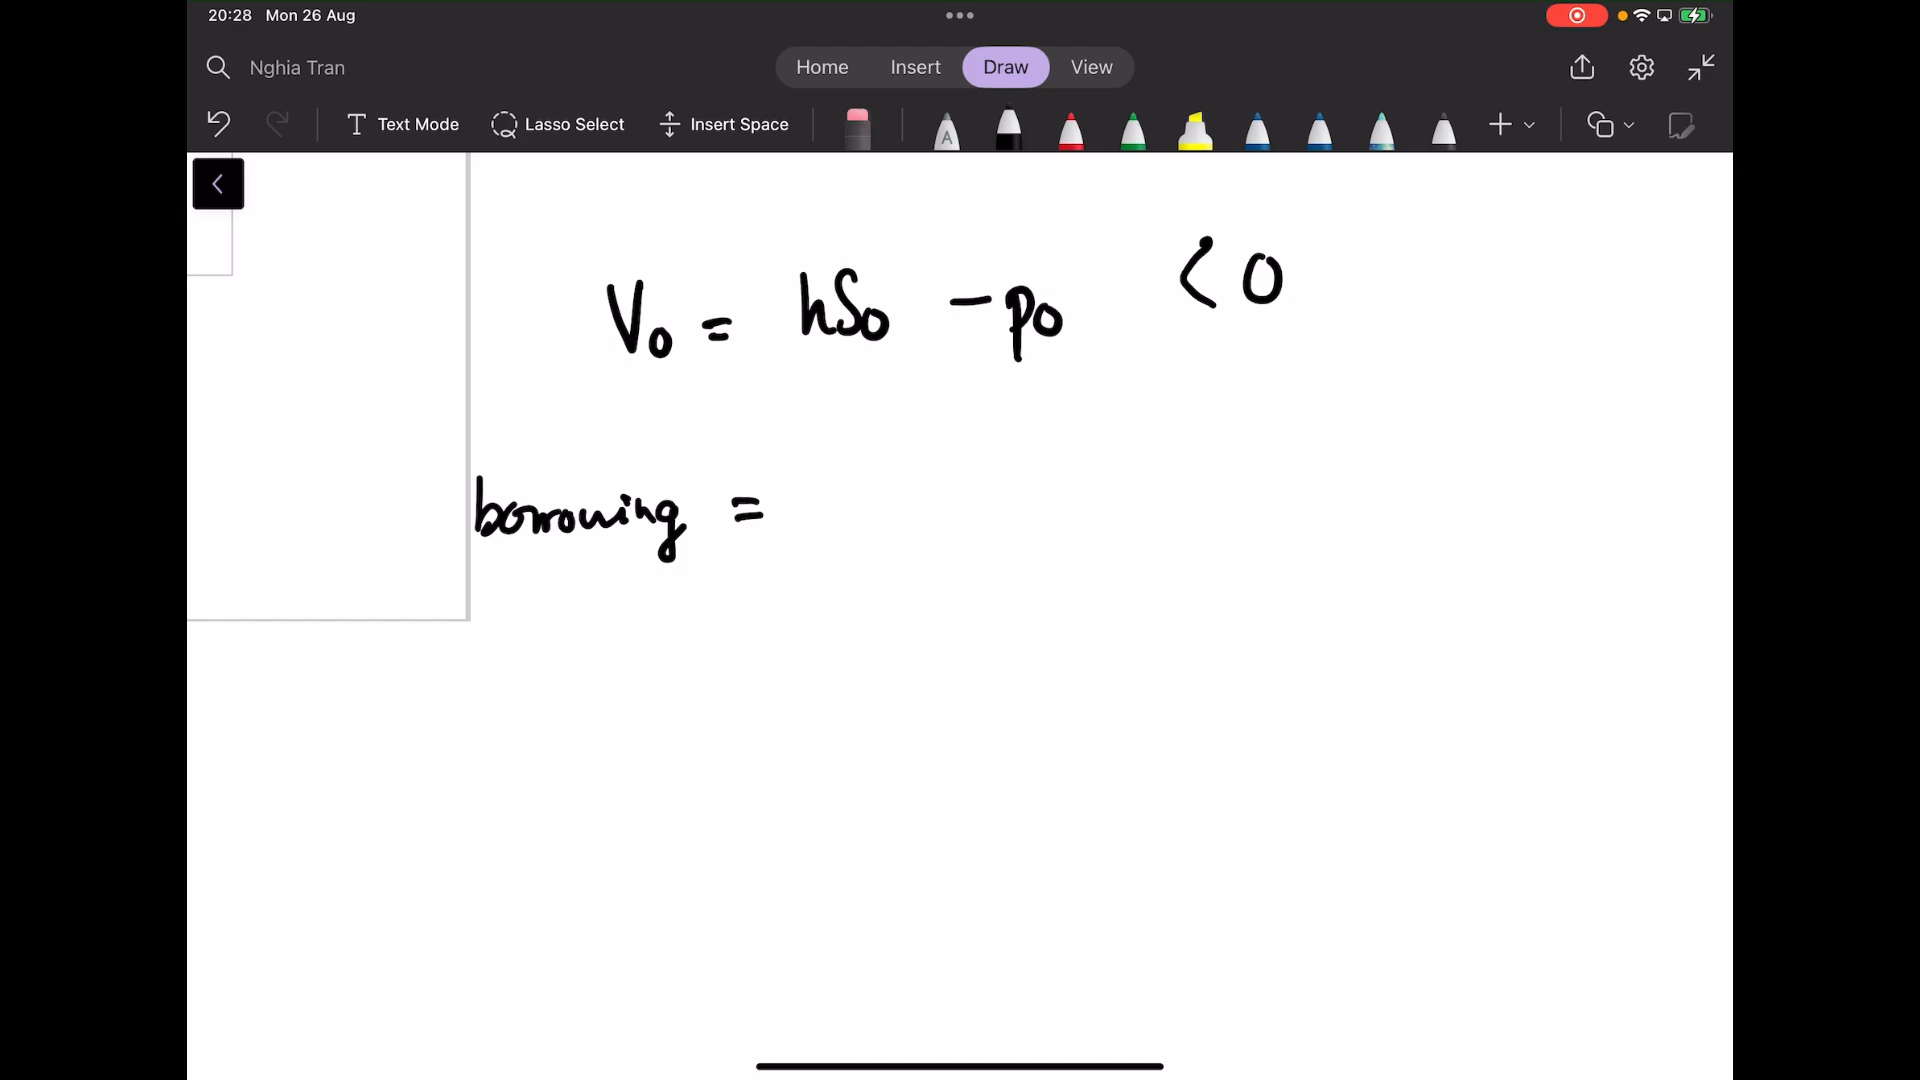 20:28 Mon 26 Aug
Nghia Tran Home Insert Draw View
Text Mode Lasso Select Insert Space A
V₀ = hS₀ - p₀ < 0
borrowing =